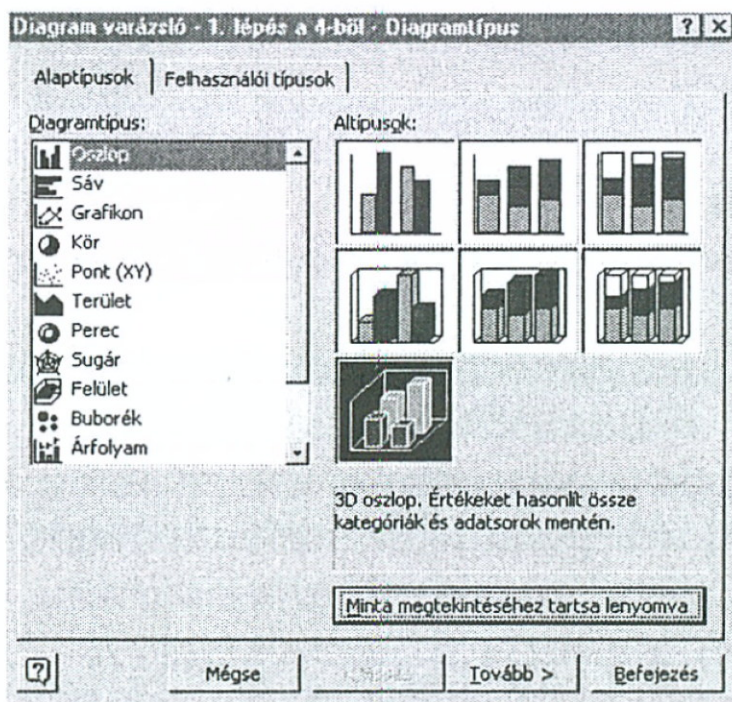 Diagram varázsló - 1. lépés a 4-ből - Diagramtípus
Alaptípusok
Felhasználói típusok
Diagramtípus:
Oszlop
Sáv
Grafikon
Kör
Pont (XY)
Terület
Perec
Sugár
Felület
Buborék
Árfolyam
Altípusok:
3D oszlop. Értékeket hasonlít össze
kategóriák és adatsorok mentén.
Minta megtekintéséhez tartsa lenyomva
Mégse
Tovább >
Befejezés